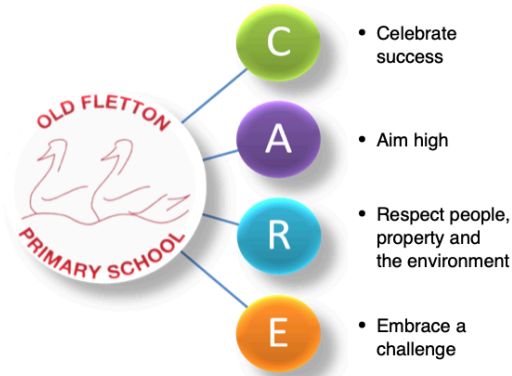 OLD FLETTON
PRIMARY SCHOOL
C
• Celebrate
success
A
• Aim high
R
• Respect people,
property and
the environment
E
• Embrace a
challenge